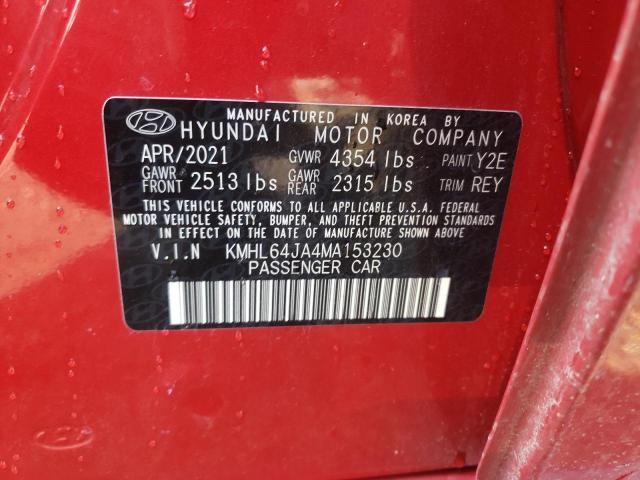 MANUFACTURED IN KOREA BY
HYUNDAI MOTOR COMPANY
APR/2021 GVWR 4354 lbs PAINT Y2E
GAWR FRONT 2513 lbs GAWR REAR 2315 lbs TRIM REY
THIS VEHICLE CONFORMS TO ALL APPLICABLE U.S.A. FEDERAL
MOTOR VEHICLE SAFETY, BUMPER, AND THEFT PREVENTION STANDARDS
IN EFFECT ON THE DATE OF MANUFACTURE SHOWN ABOVE.
V.I.N KMHL64JA4MA153230
PASSENGER CAR